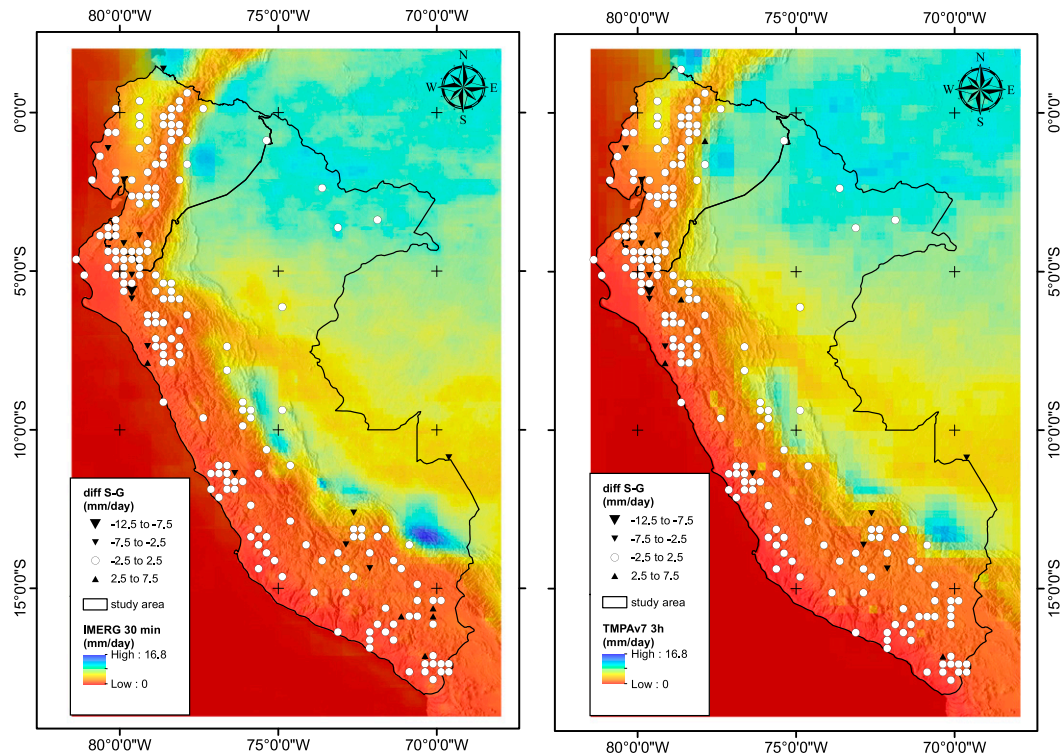 80°0'0"W 75°0'0"W 70°0'0"W
80°0'0"W 75°0'0"W 70°0'0"W
N
W E
S
N
W E
S
0°0'0"
5°0'0"S
10°0'0"S
15°0'0"S
0°0'0"
5°0'0"S
10°0'0"S
15°0'0"S
diff S-G
(mm/day)
-12.5 to -7.5
-7.5 to -2.5
-2.5 to 2.5
2.5 to 7.5
study area
IMERG 30 min
(mm/day)
High : 16.8
Low : 0
diff S-G
(mm/day)
-12.5 to -7.5
-7.5 to -2.5
-2.5 to 2.5
2.5 to 7.5
study area
TMPAv7 3h
(mm/day)
High : 16.8
Low : 0
80°0'0"W 75°0'0"W 70°0'0"W
80°0'0"W 75°0'0"W 70°0'0"W